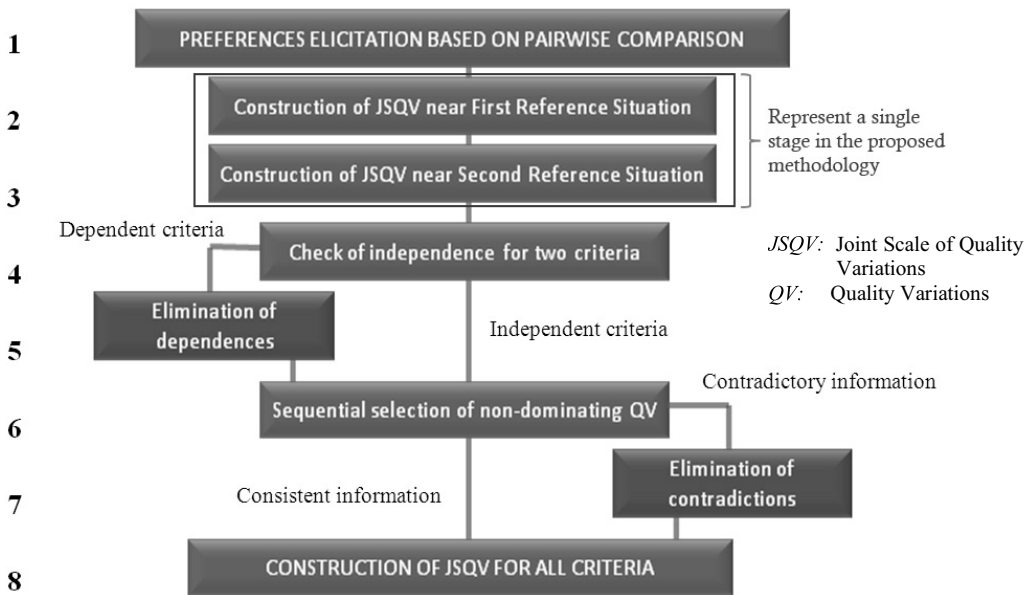 1
PREFERENCES ELICITATION BASED ON PAIRWISE COMPARISON
2
Construction of JSQV near First Reference Situation
Represent a single
stage in the proposed
methodology
3
Construction of JSQV near Second Reference Situation
Dependent criteria
4
Check of independence for two criteria
JSQV: Joint Scale of Quality
Variations
QV: Quality Variations
Elimination of
dependences
5
Independent criteria
Contradictory information
6
Sequential selection of non-dominating QV
Elimination of
contradictions
7
Consistent information
8
CONSTRUCTION OF JSQV FOR ALL CRITERIA